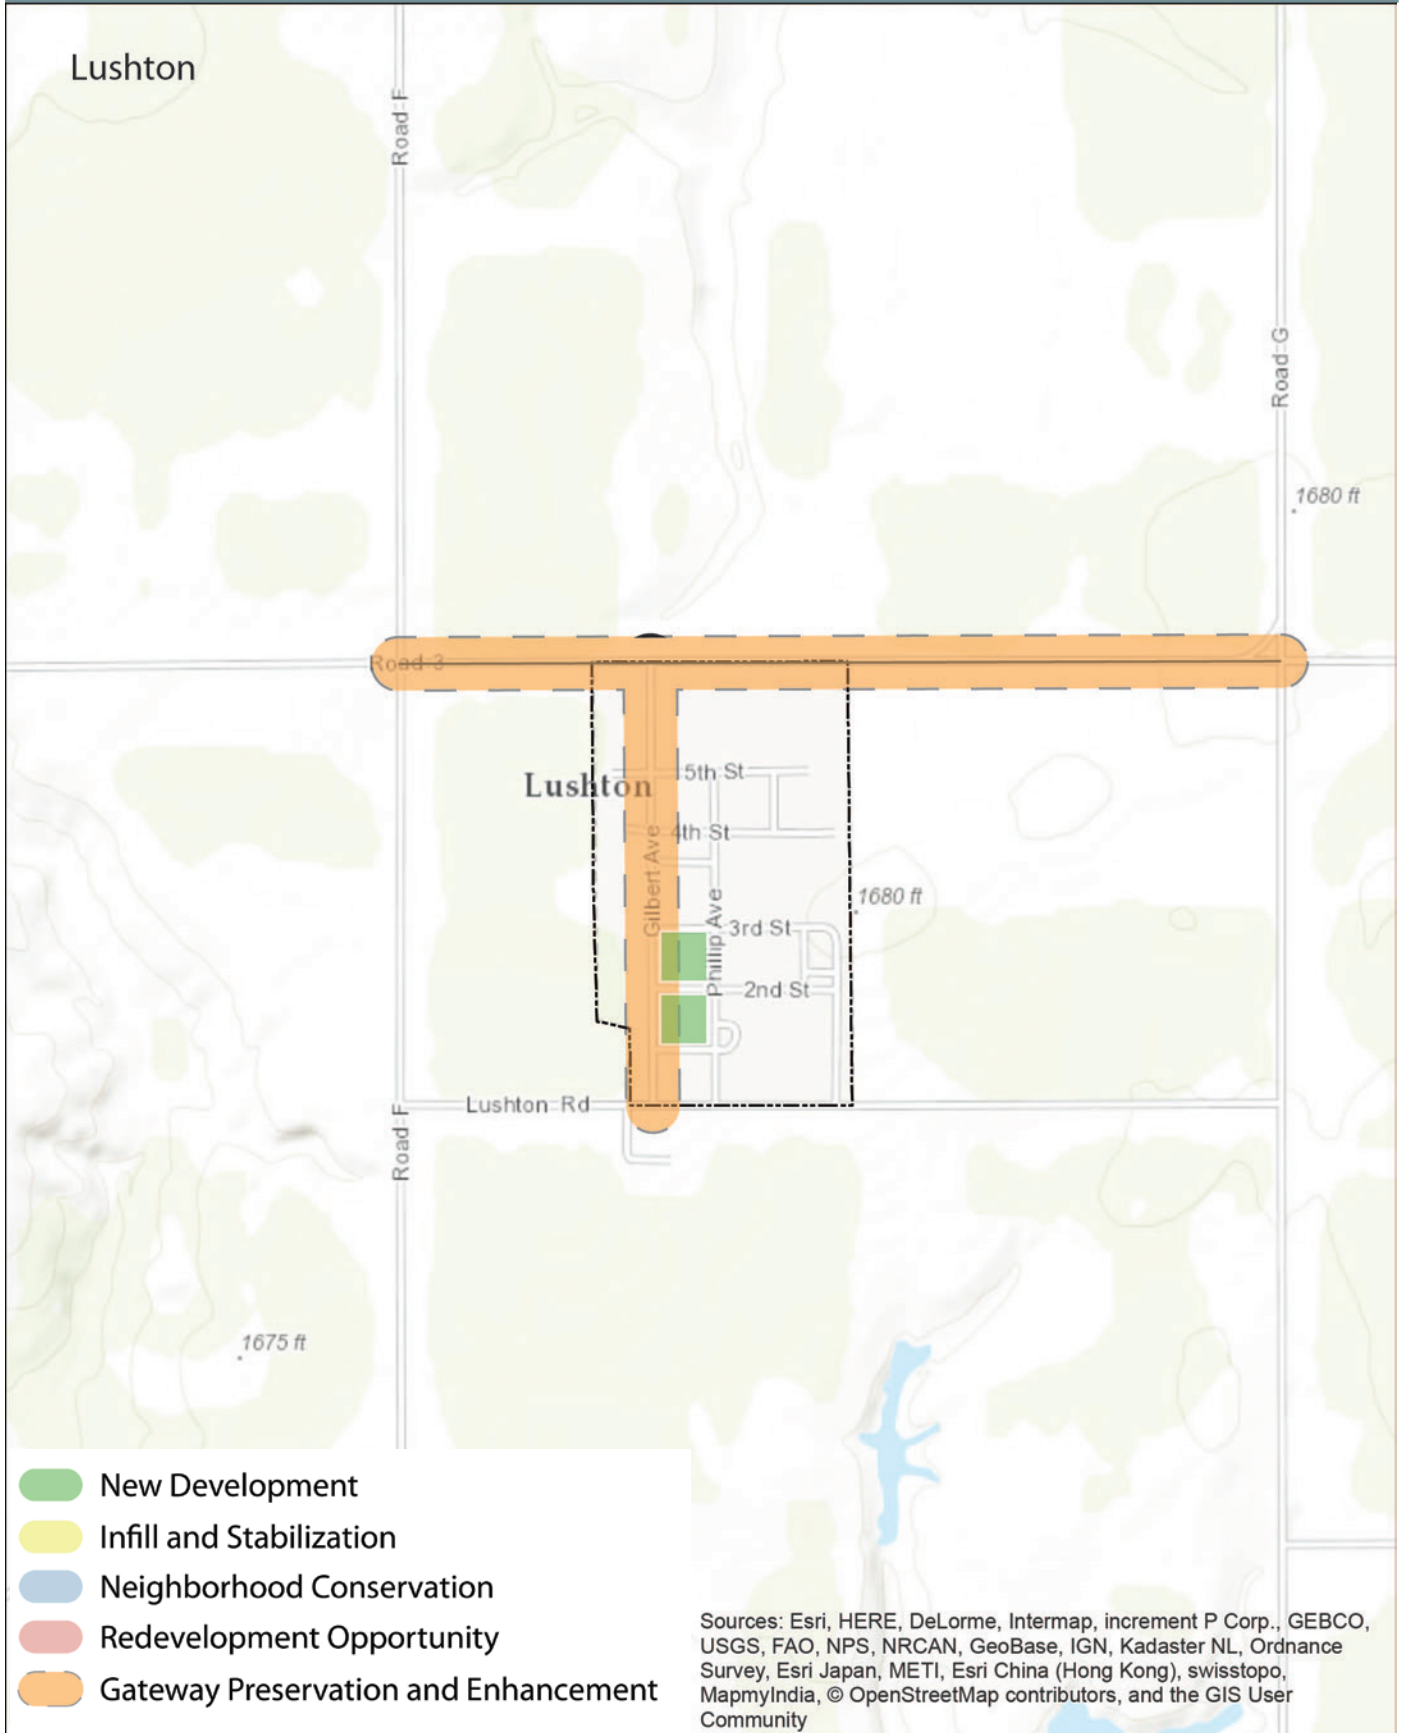 Lushton
Road F
Road G
1680 ft
Road 3
5th St
Lushton
4th St
Gilbert Ave
1680 ft
Phillip Ave
3rd St
2nd St
Lushton Rd
Road F
1675 ft
New Development
Infill and Stabilization
Neighborhood Conservation
Redevelopment Opportunity
Gateway Preservation and Enhancement
Sources: Esri, HERE, DeLorme, Intermap, increment P Corp., GEBCO,
USGS, FAO, NPS, NRCAN, GeoBase, IGN, Kadaster NL, Ordnance
Survey, Esri Japan, METI, Esri China (Hong Kong), swisstopo,
MapmyIndia, © OpenStreetMap contributors, and the GIS User
Community